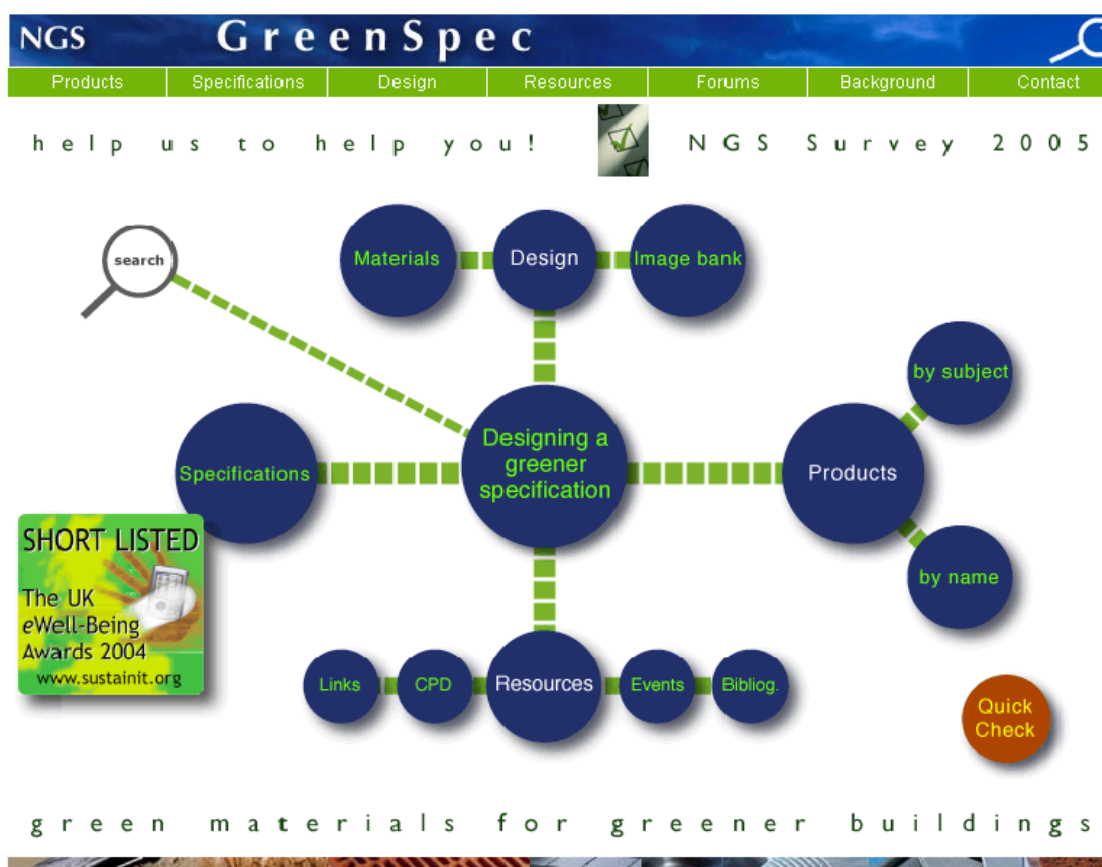 NGS GreenSpec
Products Specifications Design Resources Forums Background Contact
help us to help you! NGS Survey 2005
search
Materials Design Image bank
by subject
Designing a
greener
specification
Specifications
Products
SHORT LISTED
The UK
eWell-Being
Awards 2004
www.sustainit.org
by name
Links CPD Resources Events Bibliog.
Quick
Check
green materials for greener buildings